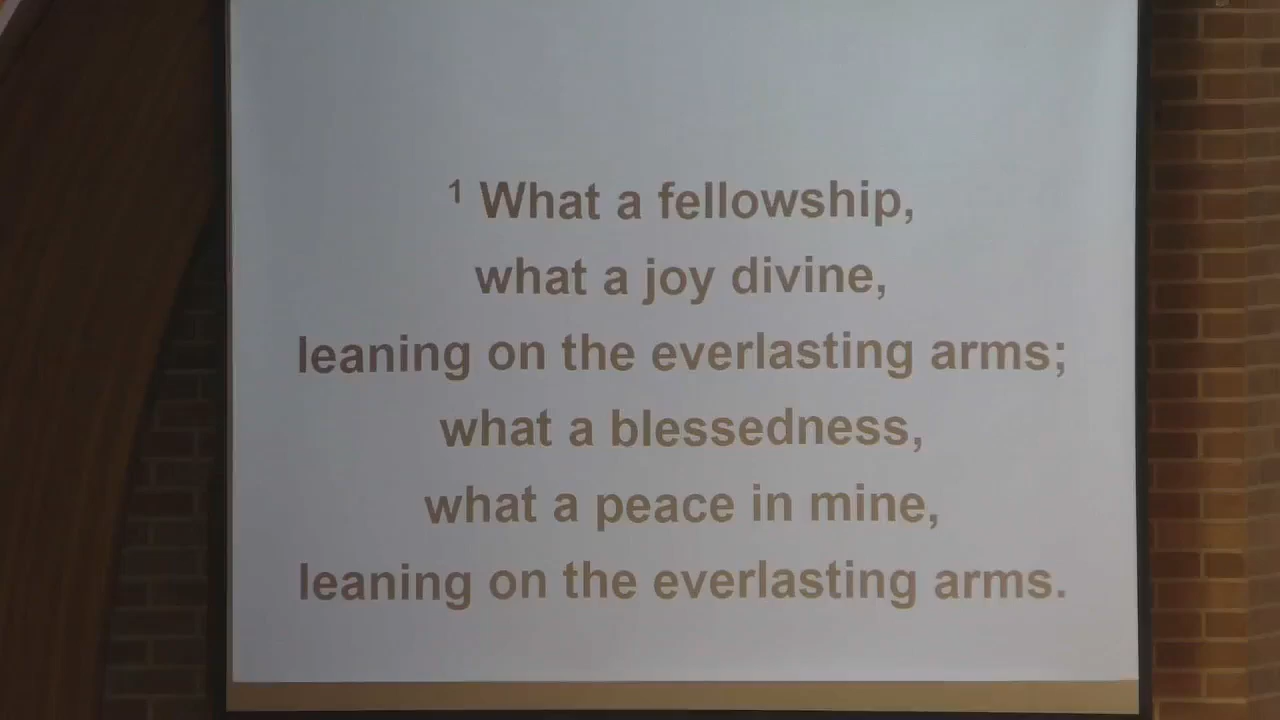 ¹ What a fellowship,
what a joy divine,
leaning on the everlasting arms;
what a blessedness,
what a peace in mine,
leaning on the everlasting arms.